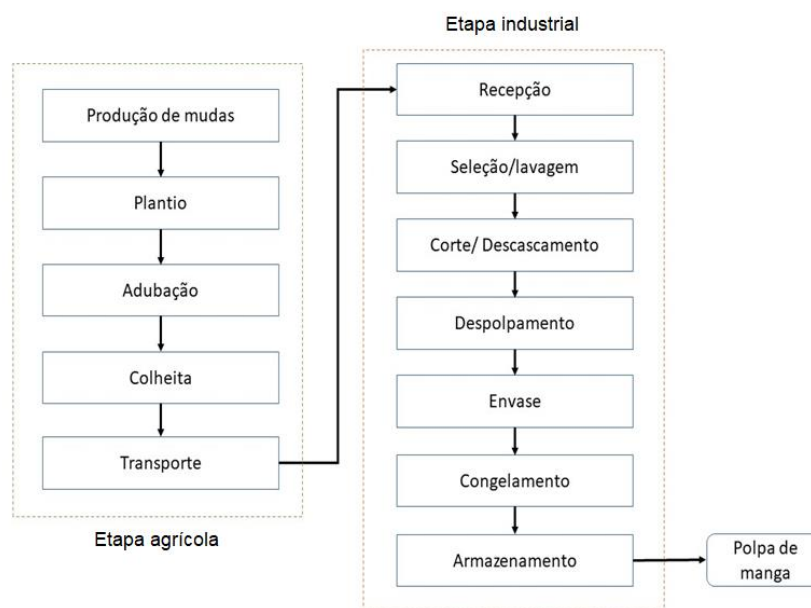 Etapa agrícola
Produção de mudas
Plantio
Adubação
Colheita
Transporte
Etapa industrial
Recepção
Seleção/lavagem
Corte/ Descascamento
Despolpamento
Envase
Congelamento
Armazenamento
Polpa de
manga